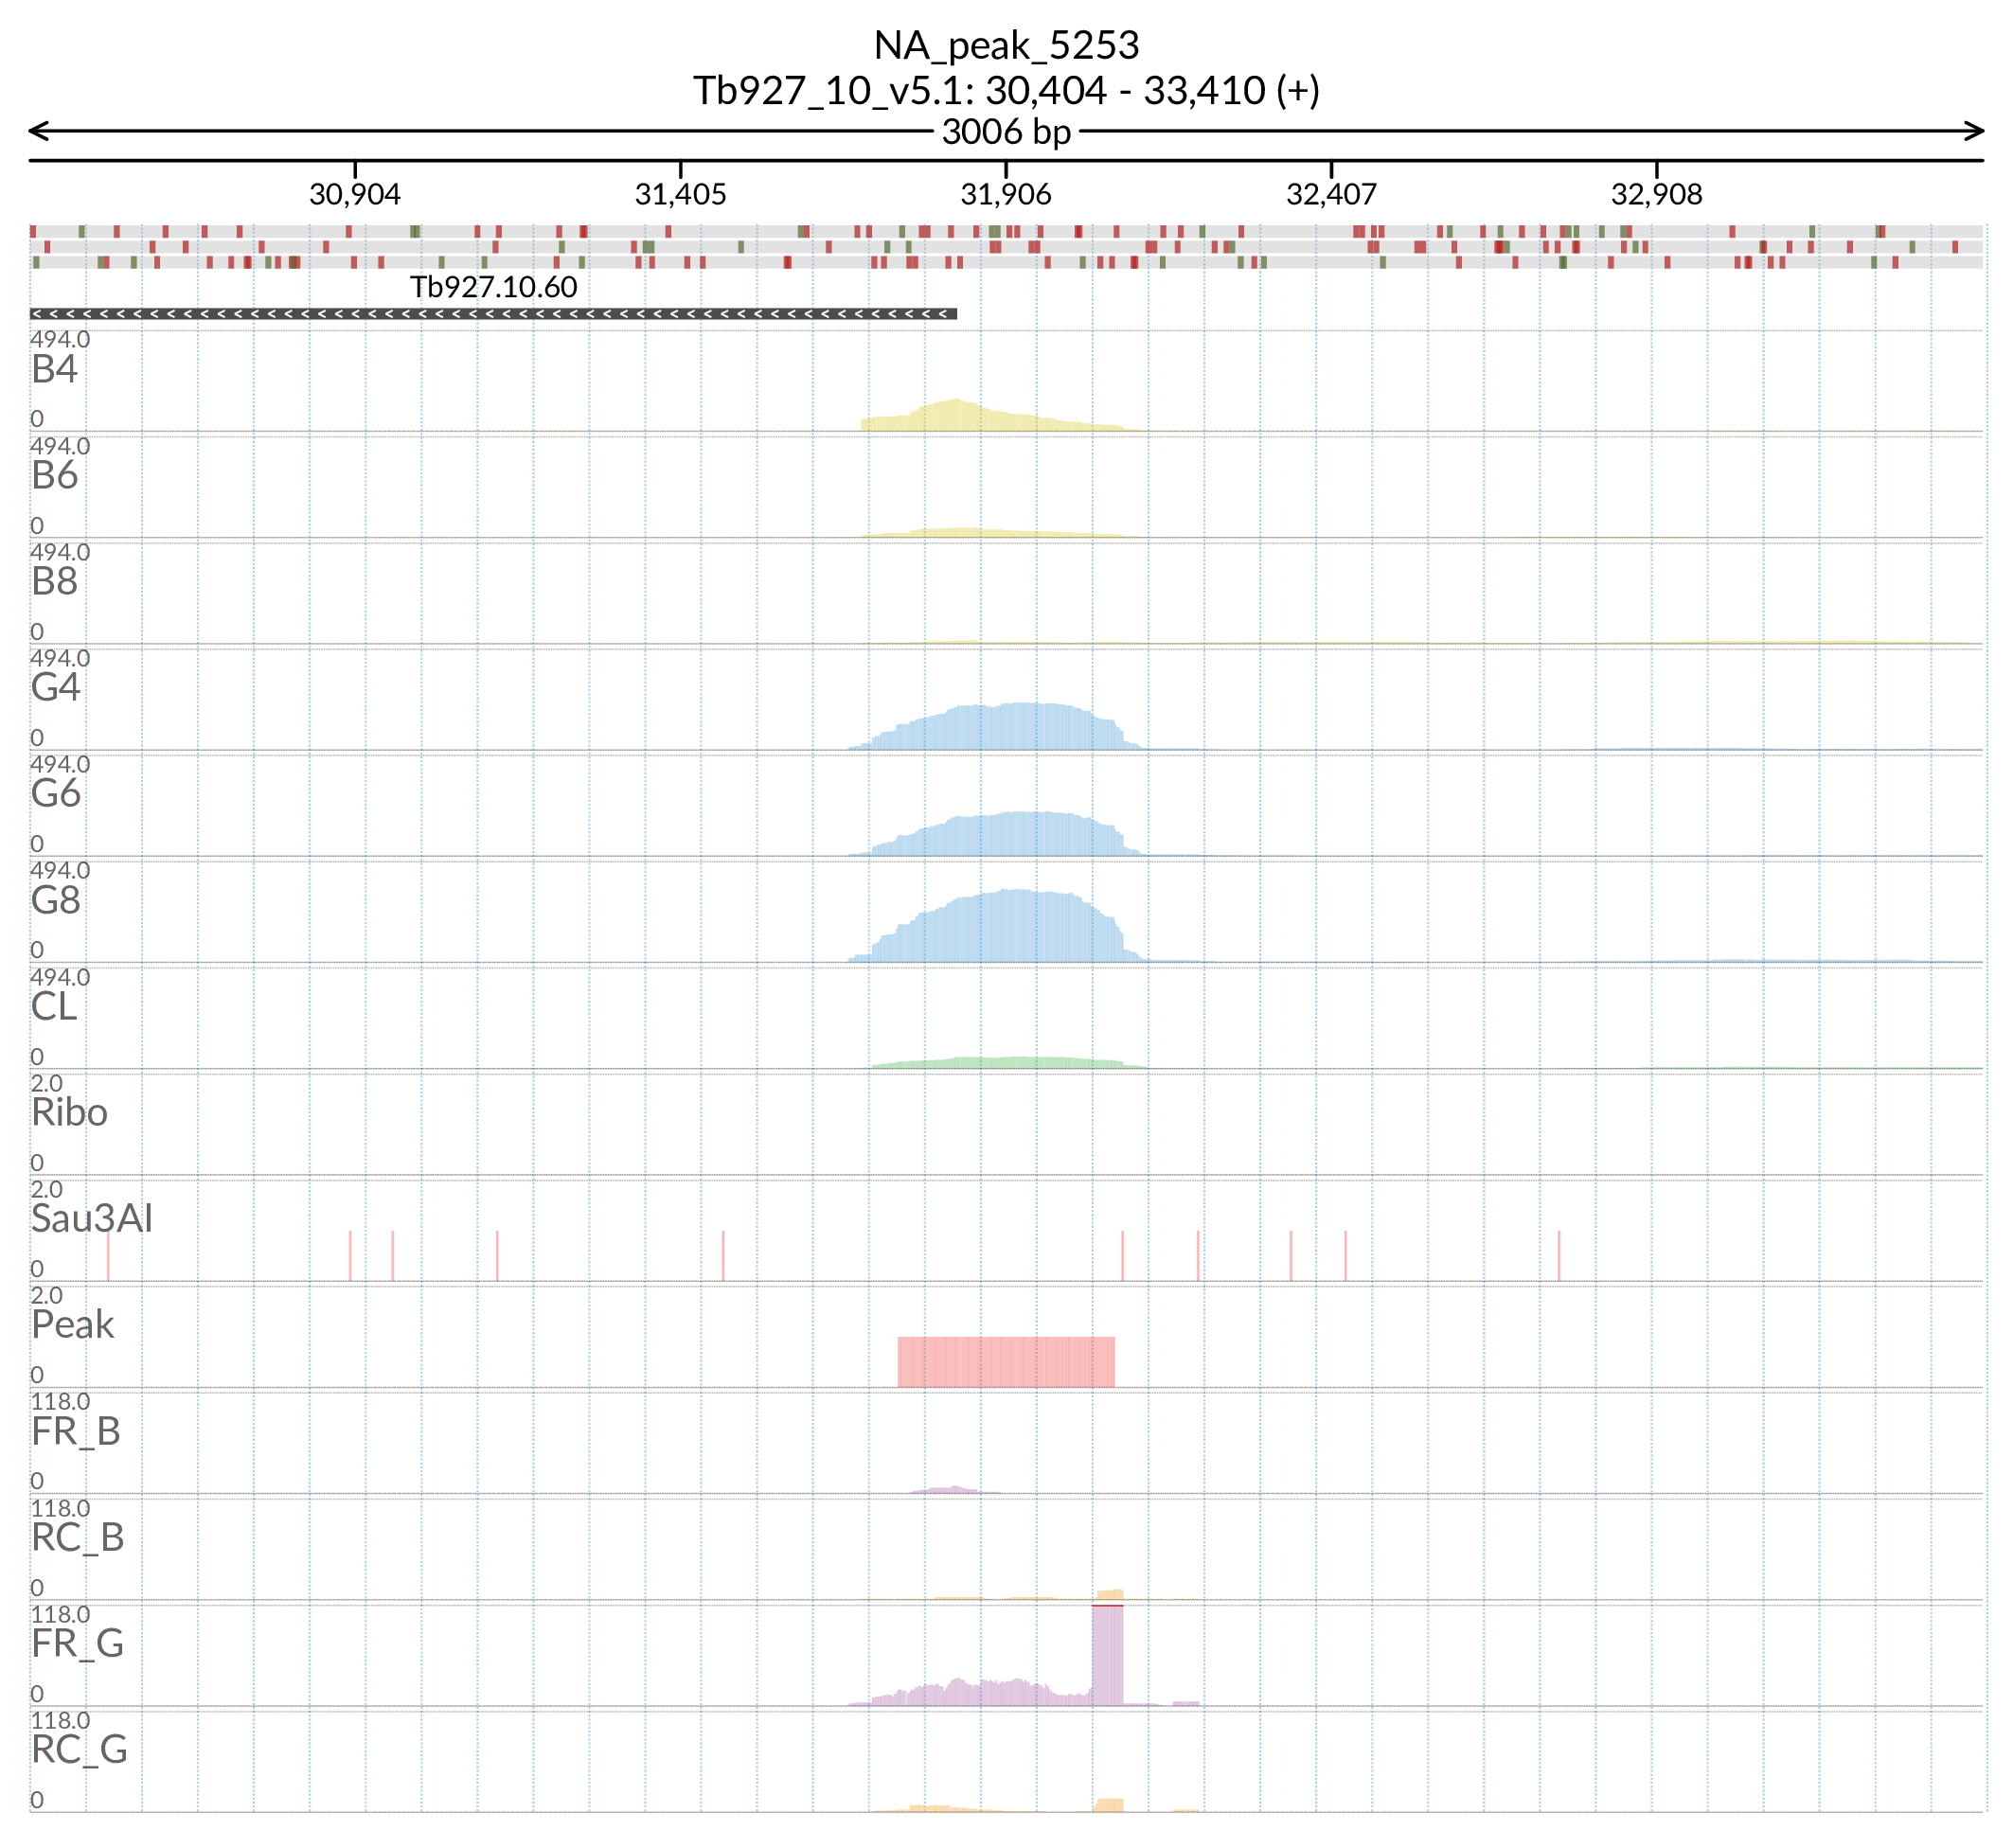 NA_peak_5253
Tb927_10_v5.1: 30,404 - 33,410 (+)
3006 bp
30,904 31,405 31,906 32,407 32,908
Tb927.10.60
494.0
B4
0
494.0
B6
0
494.0
B8
0
494.0
G4
0
494.0
G6
0
494.0
G8
0
494.0
CL
0
2.0
Ribo
0
2.0
Sau3AI
0
2.0
Peak
0
118.0
FR_B
0
118.0
RC_B
0
118.0
FR_G
0
118.0
RC_G
0